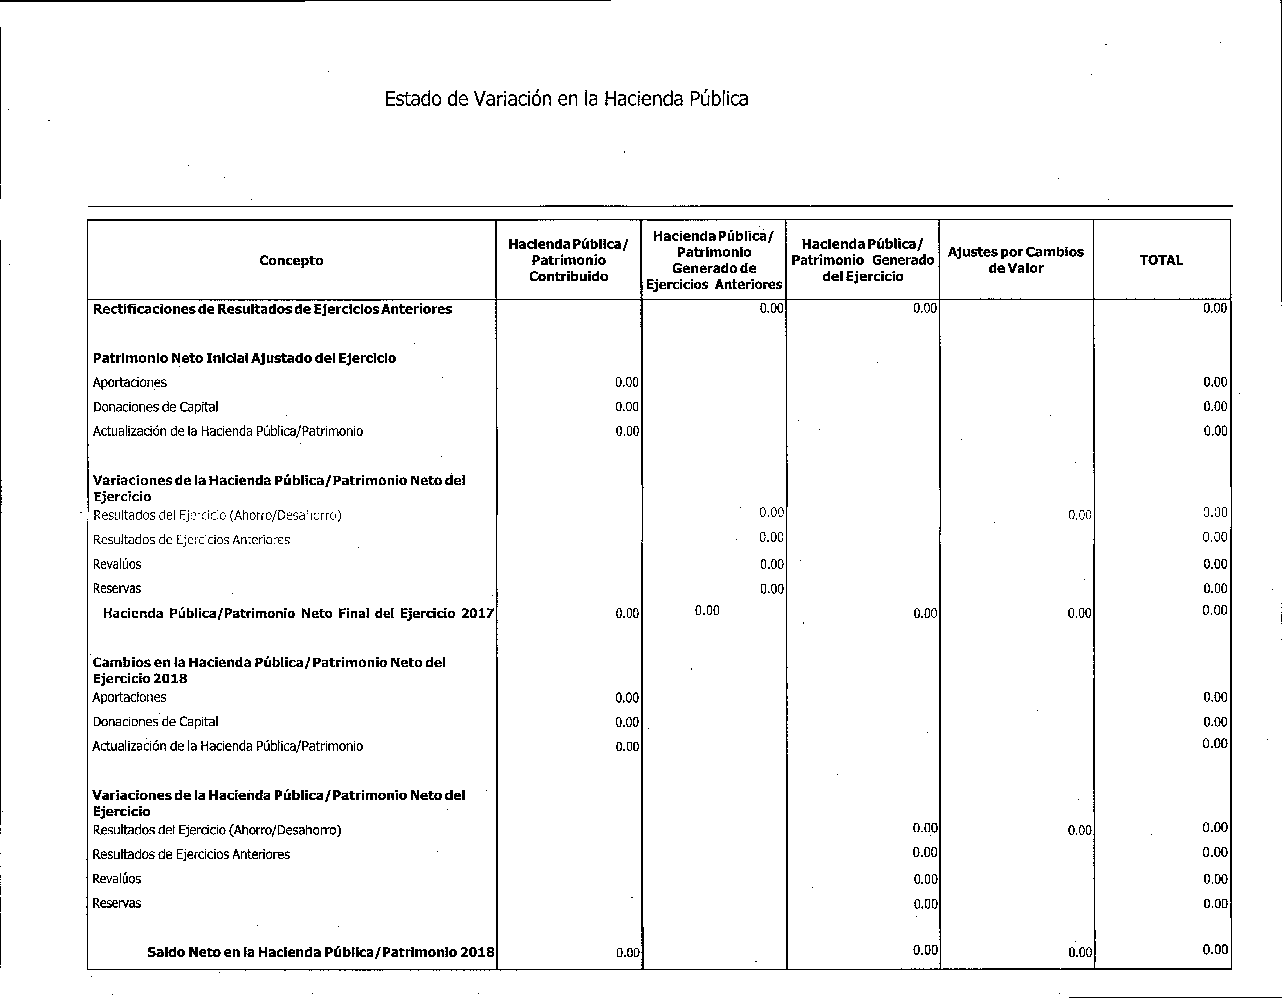 Estado de Variación en la Hacienda Pública
Concepto
Hacienda Pública/
Patrimonio
Contribuido
Hacienda Pública/
Patrimonio
Generado de
Ejercicios Anteriores
Hacienda Pública/
Patrimonio Generado
del Ejercicio
Ajustes por Cambios
de Valor
TOTAL
Rectificaciones de Resultados de Ejercicios Anteriores 0.00 0.00 0.00
Patrimonio Neto Inicial Ajustado del Ejercicio
Aportaciones 0.00 0.00
Donaciones de Capital 0.00 0.00
Actualización de la Hacienda Pública/Patrimonio 0.00 0.00
Variaciones de la Hacienda Pública/Patrimonio Neto del
Ejercicio
Resultados del Ejercicio (Ahorro/Desahorro) 0.00 0.00 0.00
Resultados de Ejercicios Anteriores 0.00 0.00
Revalúos 0.00 0.00
Reservas 0.00 0.00
Hacienda Pública/Patrimonio Neto Final del Ejercicio 2017 0.00 0.00 0.00 0.00 0.00
Cambios en la Hacienda Pública/Patrimonio Neto del
Ejercicio 2018
Aportaciones 0.00 0.00
Donaciones de Capital 0.00 0.00
Actualización de la Hacienda Pública/Patrimonio 0.00 0.00
Variaciones de la Hacienda Pública/Patrimonio Neto del
Ejercicio
Resultados del Ejercicio (Ahorro/Desahorro) 0.00 0.00 0.00
Resultados de Ejercicios Anteriores 0.00 0.00
Revalúos 0.00 0.00
Reservas 0.00 0.00
Saldo Neto en la Hacienda Pública/Patrimonio 2018 0.00 0.00 0.00 0.00